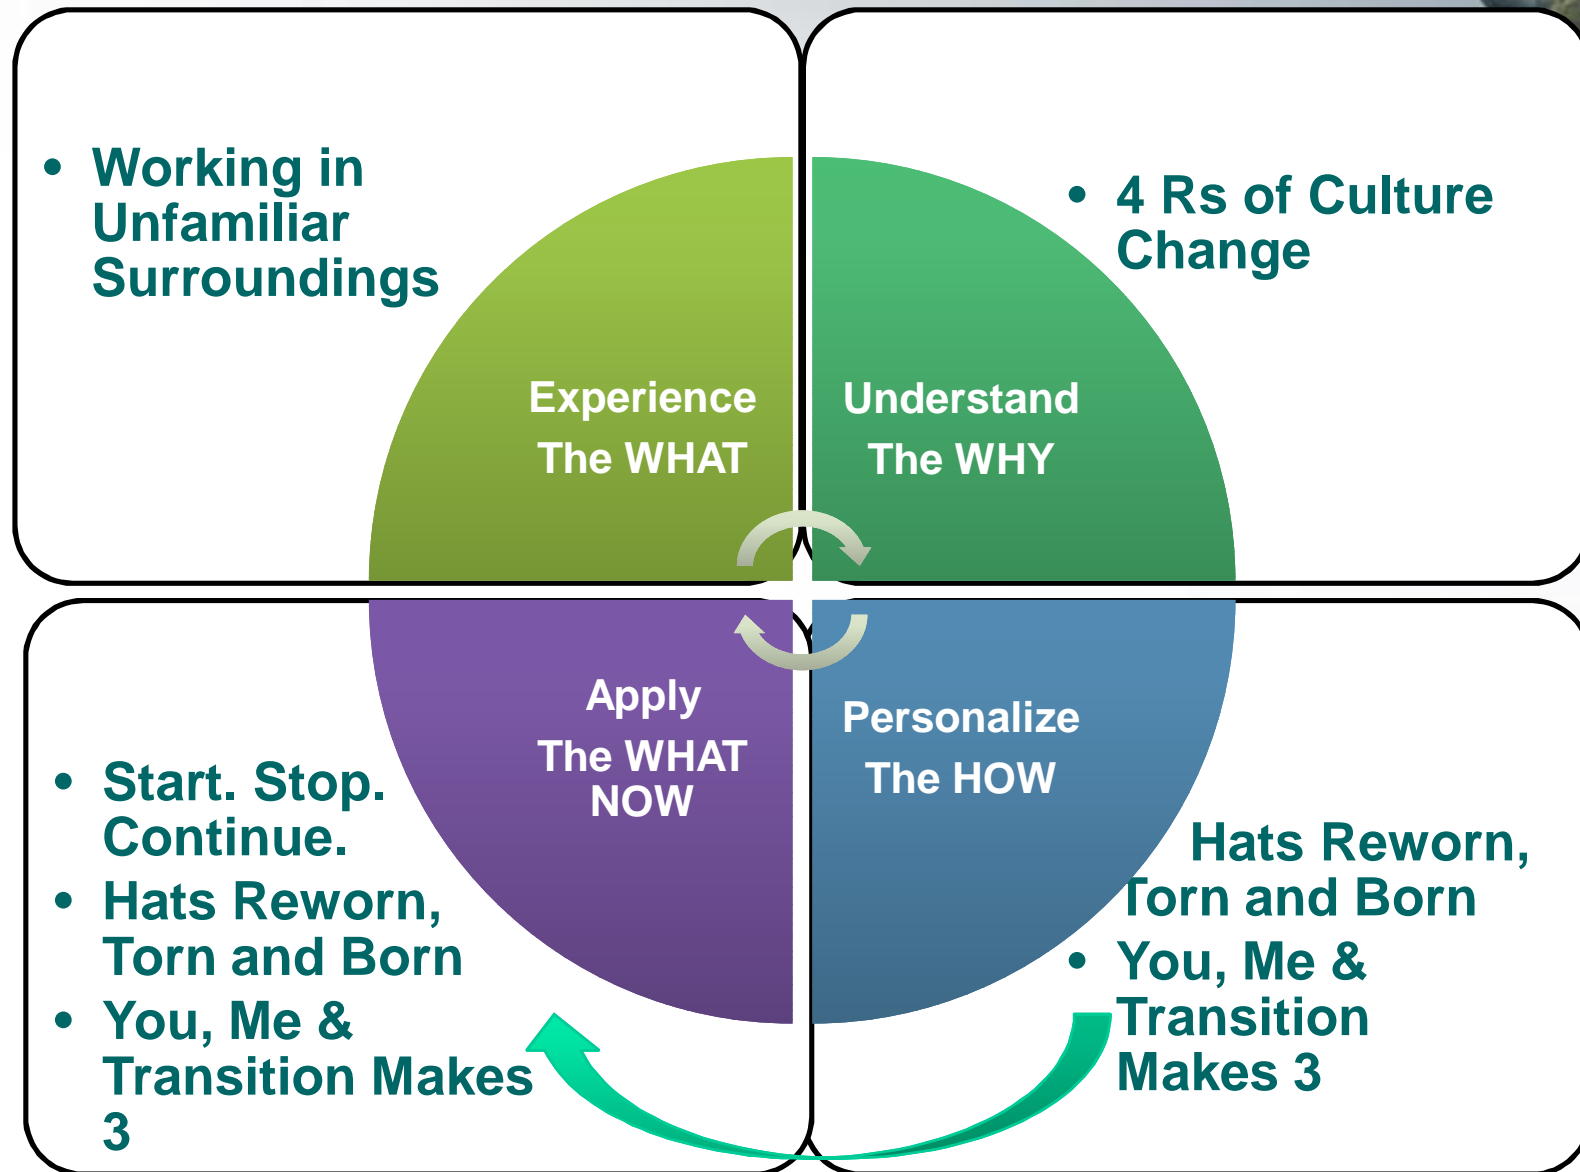 • Working in
Unfamiliar
Surroundings
Experience
The WHAT
• 4 Rs of Culture
Change
Understand
The WHY
Apply
The WHAT
NOW
• Start. Stop.
Continue.
• Hats Reworn,
Torn and Born
• You, Me &
Transition Makes
3
Personalize
The HOW
Hats Reworn,
Torn and Born
• You, Me &
Transition
Makes 3